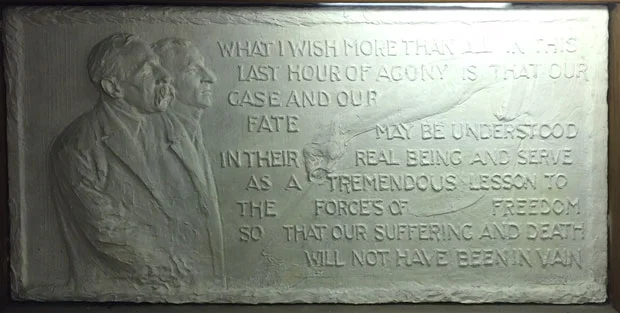 WHAT I WISH MORE THAN ALL IN THIS
LAST HOUR OF AGONY IS THAT OUR
CASE AND OUR
FATE MAY BE UNDERSTOOD
IN THEIR REAL BEING AND SERVE
AS A TREMENDOUS LESSON TO
THE FORCES OF FREEDOM
SO THAT OUR SUFFERING AND DEATH
WILL NOT HAVE BEEN IN VAIN